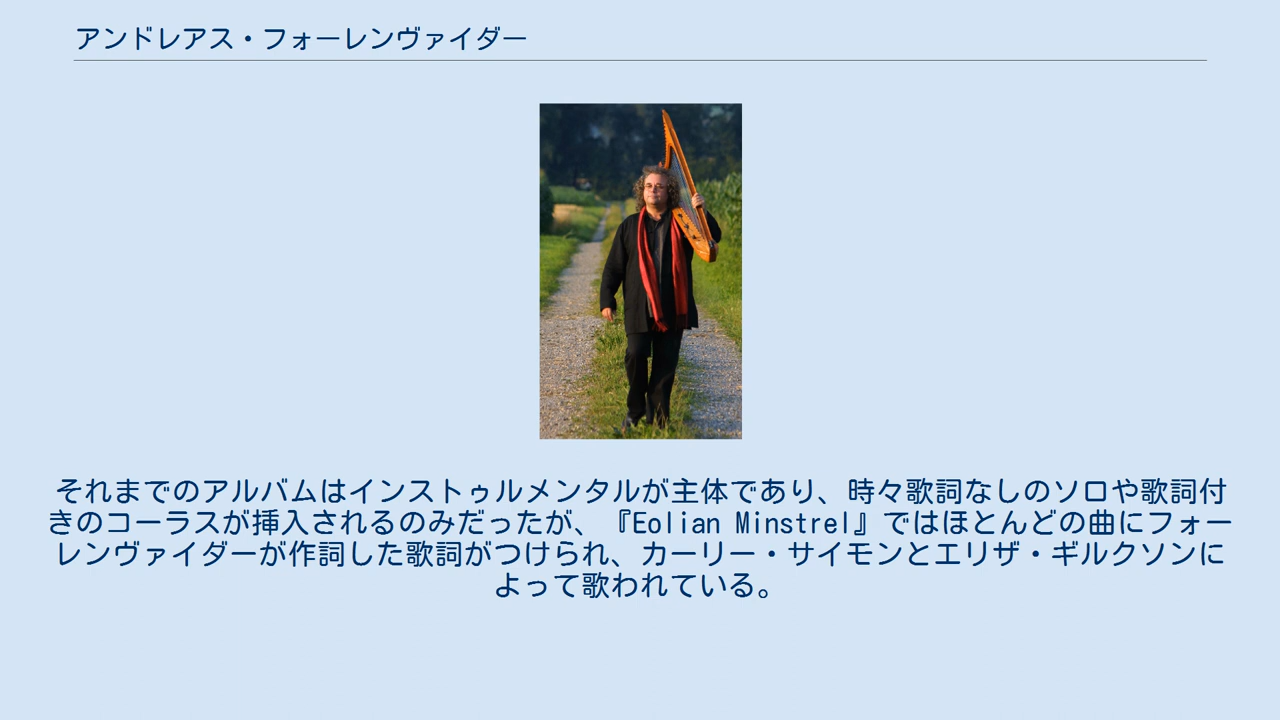 アンドレアス・フォーレンヴァイダー
それまでのアルバムはインストゥルメンタルが主体であり、時々歌詞なしのソロや歌詞付
きのコーラスが挿入されるのみだったが、『Eolian Minstrel』ではほとんどの曲にフォー
レンヴァイダーが作詞した歌詞がつけられ、カーリー・サイモンとエリザ・ギルクソンに
よって歌われている。